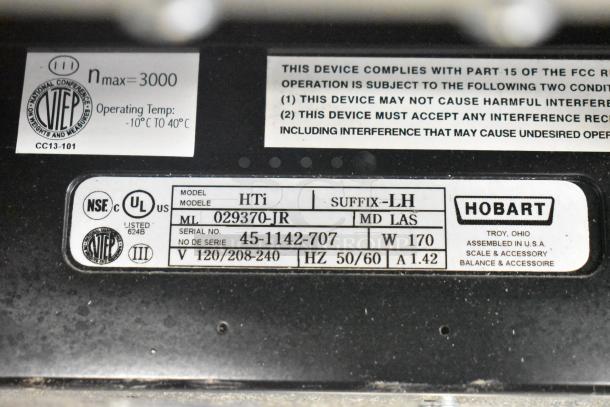 III
nmax=3000
NATIONAL CONFERENCE
NTEP
ON WEIGHTS AND MEASURES
Operating Temp:
-10°C TO 40°C
CC13-101
THIS DEVICE COMPLIES WITH PART 15 OF THE FCC R
OPERATION IS SUBJECT TO THE FOLLOWING TWO CONDIT
(1) THIS DEVICE MAY NOT CAUSE HARMFUL INTERFERE
(2) THIS DEVICE MUST ACCEPT ANY INTERFERENCE REC
INCLUDING INTERFERENCE THAT MAY CAUSE UNDESIRED OPER
NSF C UL US
LISTED
624B
NTEP III
MODEL
MODELE HTi SUFFIX-LH
ML 029370-JR MD LAS
SERIAL NO.
NO DE SERIE 45-1142-707 W 170
V 120/208-240 HZ 50/60 A 1.42
HOBART
TROY, OHIO
ASSEMBLED IN U.S.A.
SCALE & ACCESSORY
BALANCE & ACCESSOIRE